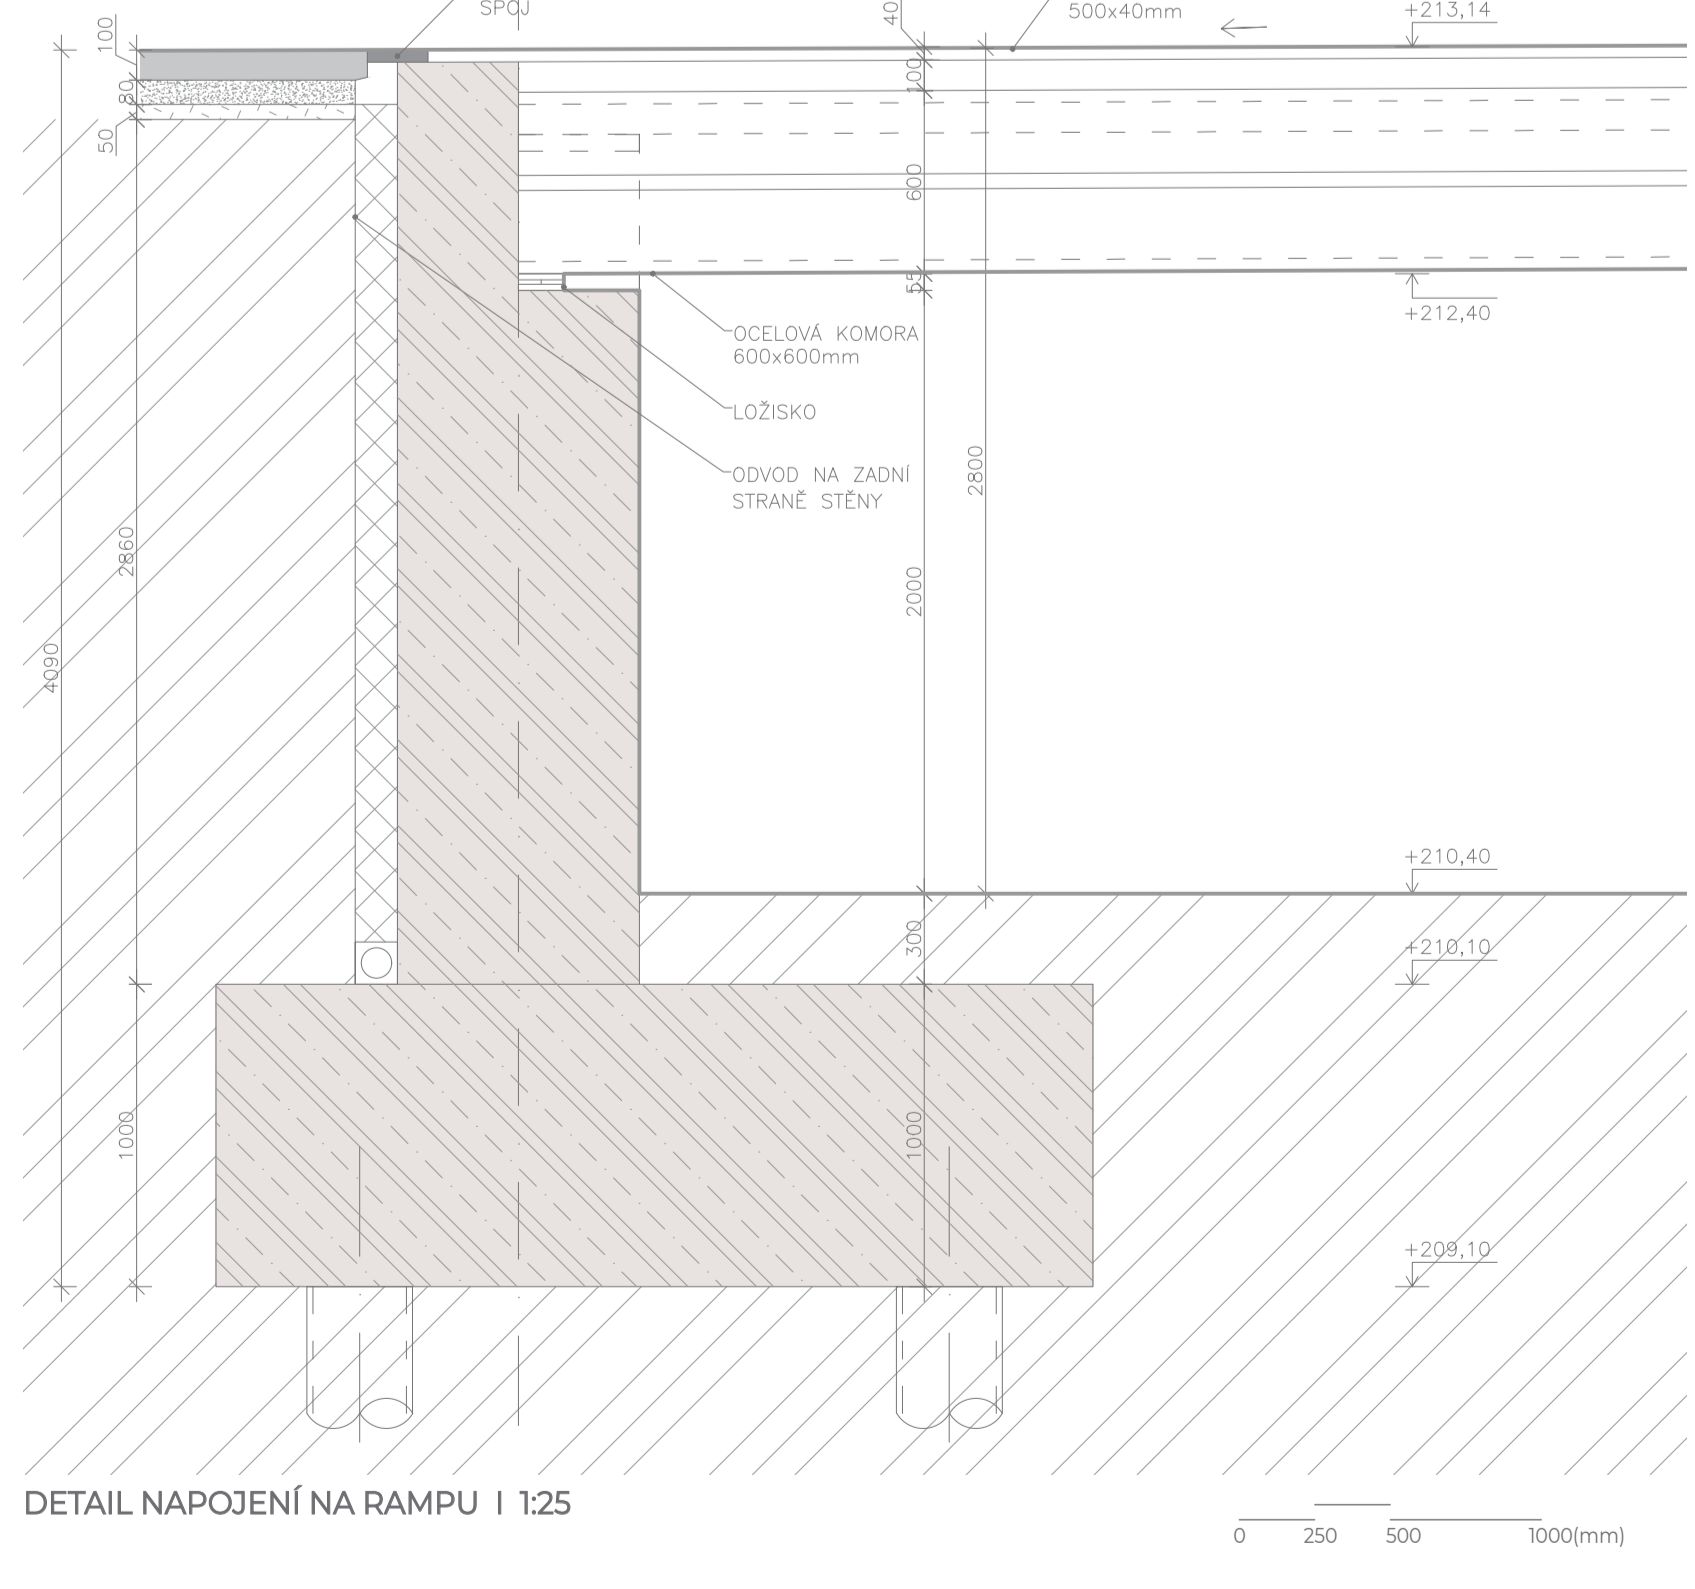 SPOJ
40
500x40mm
+213,14
100
80
50
100
600
55
+212,40
OCELOVÁ KOMORA
600x600mm
LOŽISKO
ODVOD NA ZADNÍ
STRANĚ STĚNY
2800
2860
2000
4090
+210,40
300
+210,10
1000
1000
+209,10
DETAIL NAPOJENÍ NA RAMPU I 1:25
0 250 500 1000(mm)